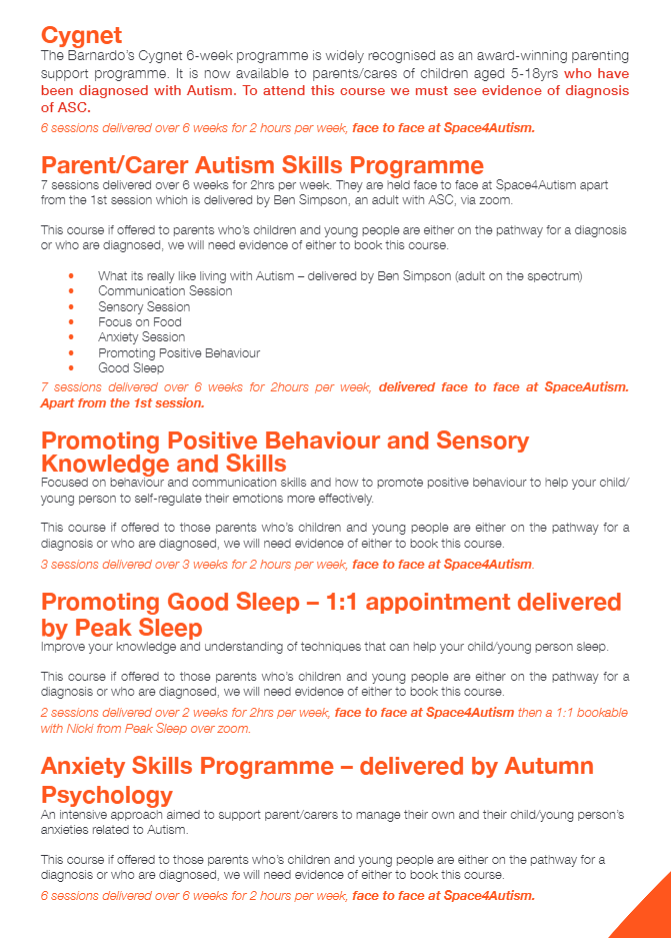 Cygnet
The Barnardo's Cygnet 6-week programme is widely recognised as an award-winning parenting
support programme. It is now available to parents/cares of children aged 5-18yrs who have
been diagnosed with Autism. To attend this course we must see evidence of diagnosis
of ASC.
6 sessions delivered over 6 weeks for 2 hours per week, face to face at Space4Autism.
Parent/Carer Autism Skills Programme
7 sessions delivered over 6 weeks for 2hrs per week. They are held face to face at Space4Autism apart
from the 1st session which is delivered by Ben Simpson, an adult with ASC, via zoom.
This course if offered to parents who's children and young people are either on the pathway for a diagnosis
or who are diagnosed, we will need evidence of either to book this course.
• What its really like living with Autism – delivered by Ben Simpson (adult on the spectrum)
• Communication Session
• Sensory Session
• Focus on Food
• Anxiety Session
• Promoting Positive Behaviour
• Good Sleep
7 sessions delivered over 6 weeks for 2hours per week, delivered face to face at SpaceAutism.
Apart from the 1st session.
Promoting Positive Behaviour and Sensory
Knowledge and Skills
Focused on behaviour and communication skills and how to promote positive behaviour to help your child/
young person to self-regulate their emotions more effectively.
This course if offered to those parents who's children and young people are either on the pathway for a
diagnosis or who are diagnosed, we will need evidence of either to book this course.
3 sessions delivered over 3 weeks for 2 hours per week, face to face at Space4Autism.
Promoting Good Sleep – 1:1 appointment delivered
by Peak Sleep
Improve your knowledge and understanding of techniques that can help your child/young person sleep.
This course if offered to those parents who's children and young people are either on the pathway for a
diagnosis or who are diagnosed, we will need evidence of either to book this course.
2 sessions delivered over 2 weeks for 2hrs per week, face to face at Space4Autism then a 1:1 bookable
with Nicki from Peak Sleep over zoom.
Anxiety Skills Programme – delivered by Autumn
Psychology
An intensive approach aimed to support parent/carers to manage their own and their child/young person's
anxieties related to Autism.
This course if offered to those parents who's children and young people are either on the pathway for a
diagnosis or who are diagnosed, we will need evidence of either to book this course.
6 sessions delivered over 6 weeks for 2 hours per week, face to face at Space4Autism.